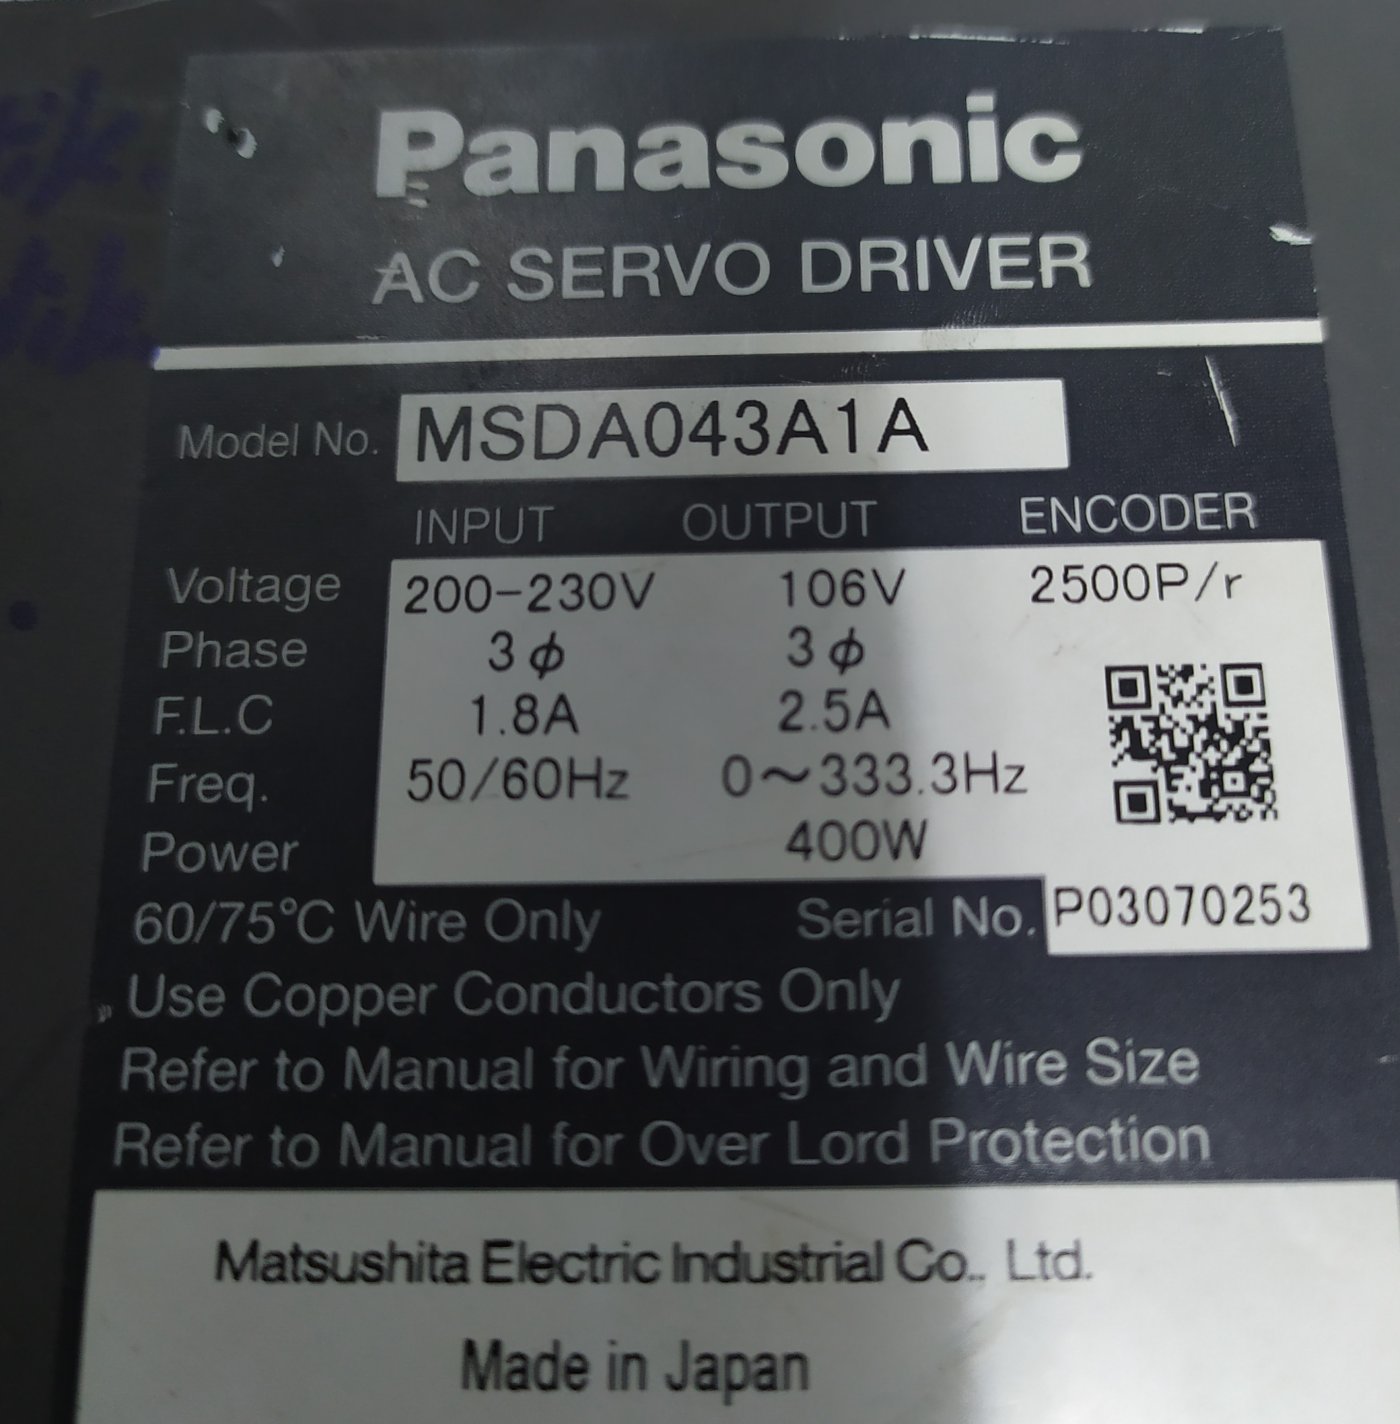 Panasonic
AC SERVO DRIVER
Model No. MSDA043A1A
INPUT OUTPUT ENCODER
Voltage 200-230V 106V 2500P/r
Phase 3ϕ 3ϕ
F.L.C 1.8A 2.5A
Freq. 50/60Hz 0～333.3Hz
Power 400W
60/75°C Wire Only Serial No. P03070253
Use Copper Conductors Only
Refer to Manual for Wiring and Wire Size
Refer to Manual for Over Lord Protection
Matsushita Electric Industrial Co., Ltd.
Made in Japan